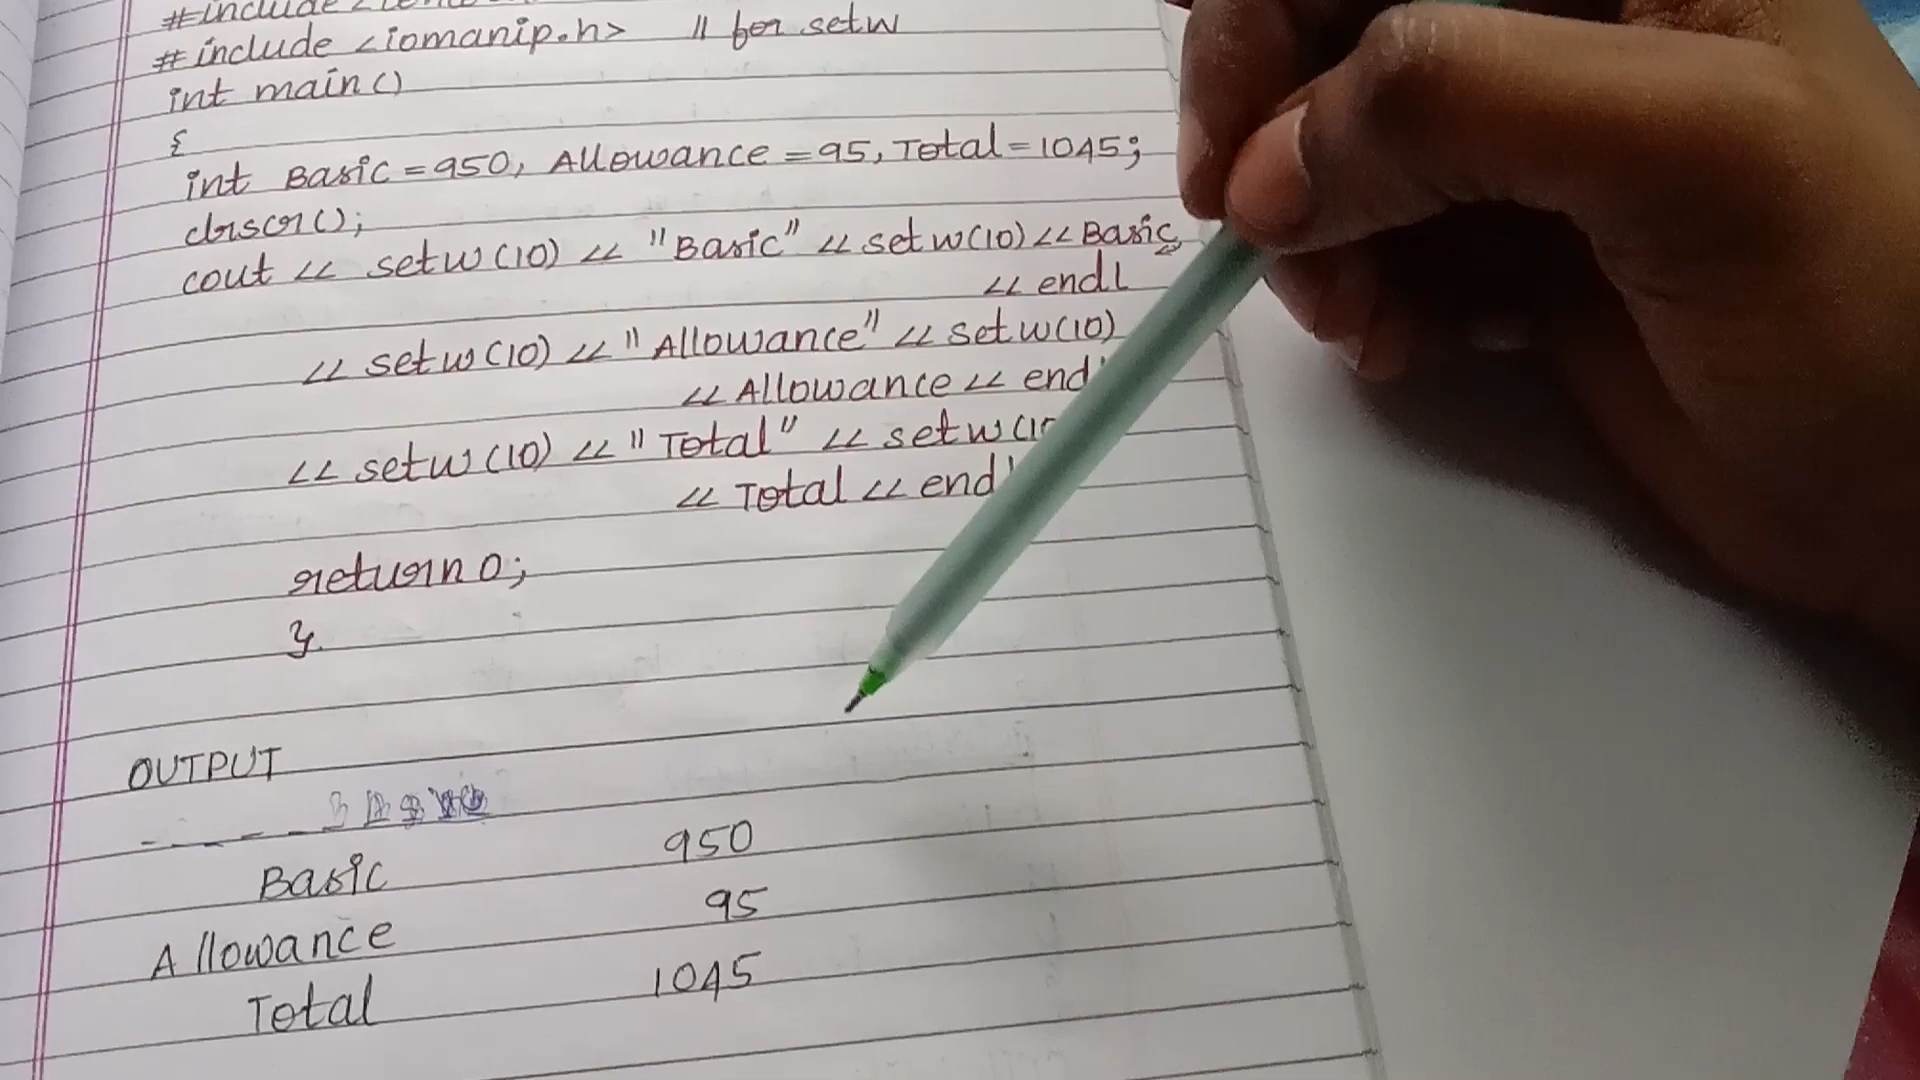 #include
#include <iomanip.h> // for setw
int main()
{
int Basic = 950, Allowance = 95, Total = 1045;
clrscr();
cout << setw(10) << "Basic" << setw(10) << Basic
<< endl
<< setw(10) << "Allowance" << setw(10)
<< Allowance << endl
<< setw(10) << "Total" << setw(10
<< Total << endl
return 0;
}
OUTPUT
Basic 950
Allowance 95
Total 1045